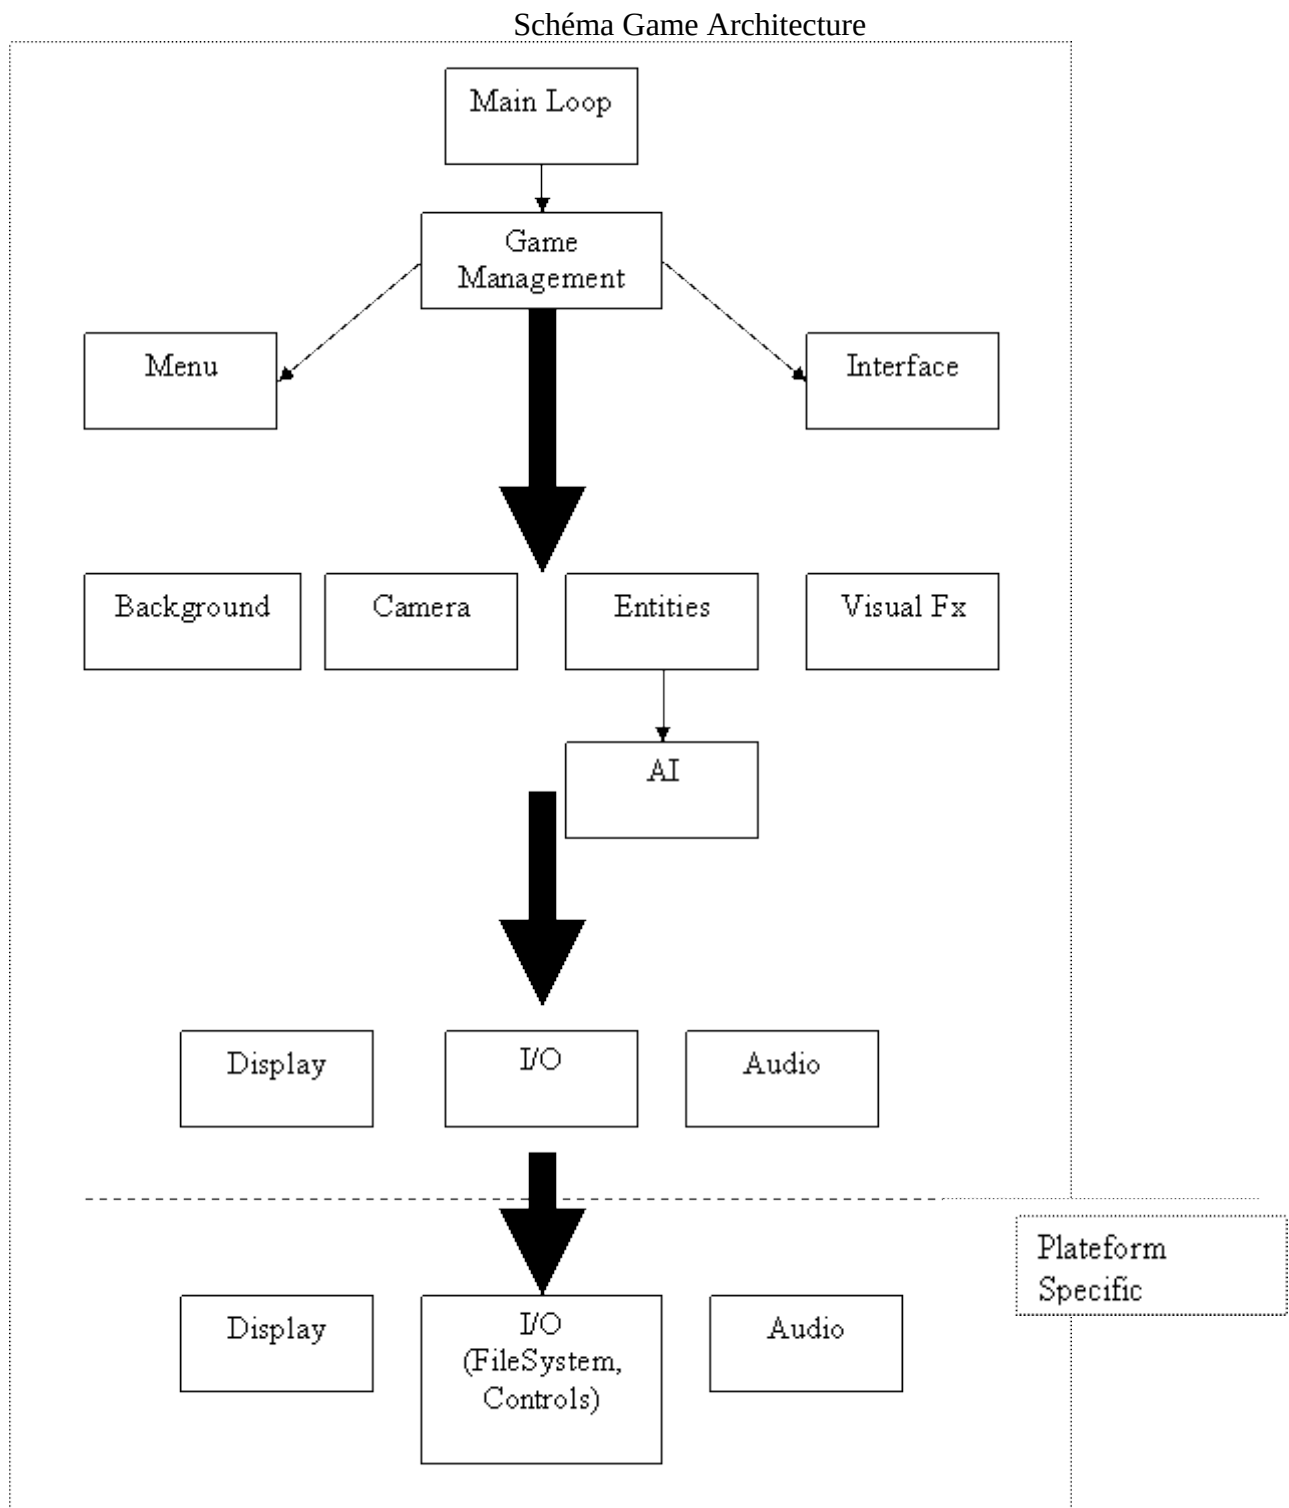 Schéma Game Architecture
Main Loop
Game
Management
Menu
Interface
Background
Camera
Entities
Visual Fx
AI
Display
I/O
Audio
Plateform
Specific
Display
I/O
(FileSystem,
Controls)
Audio